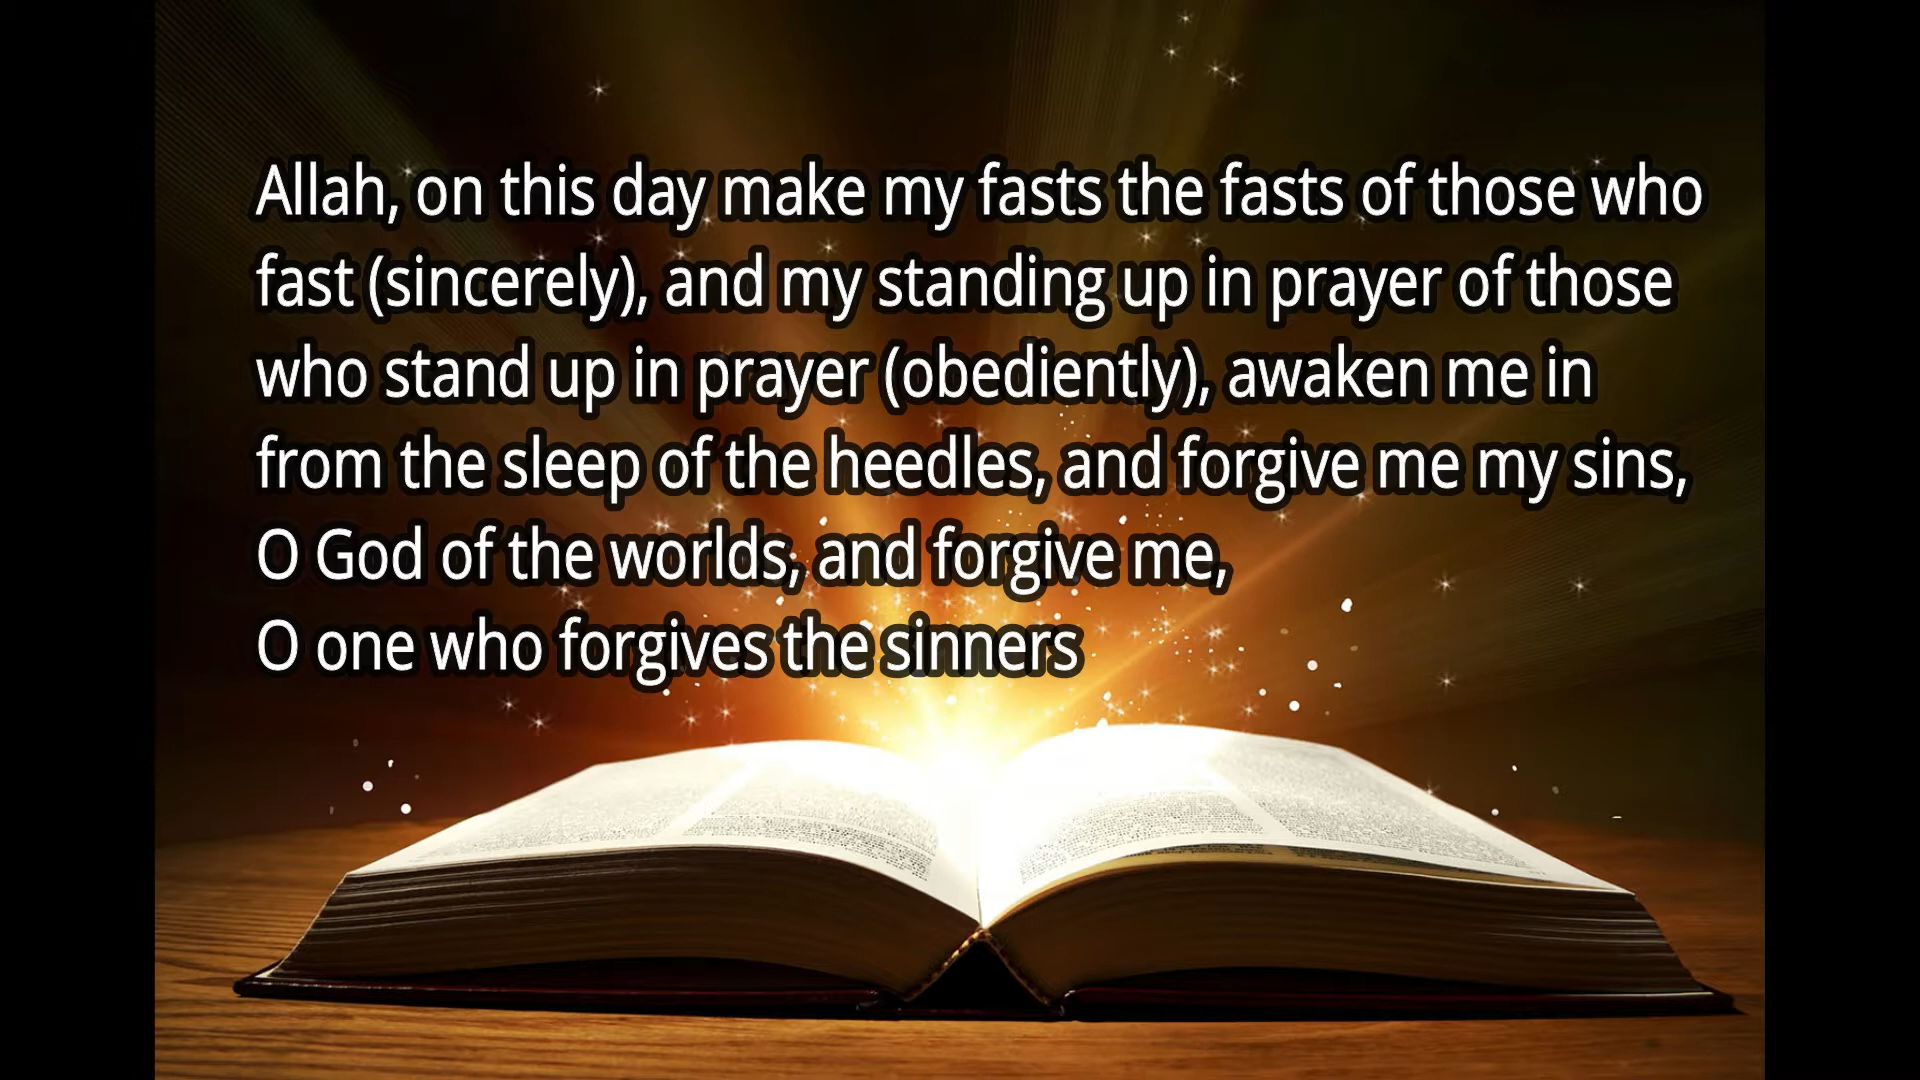 Allah, on this day make my fasts the fasts of those who
fast (sincerely), and my standing up in prayer of those
who stand up in prayer (obediently), awaken me in
from the sleep of the heedles, and forgive me my sins,
O God of the worlds, and forgive me,
O one who forgives the sinners